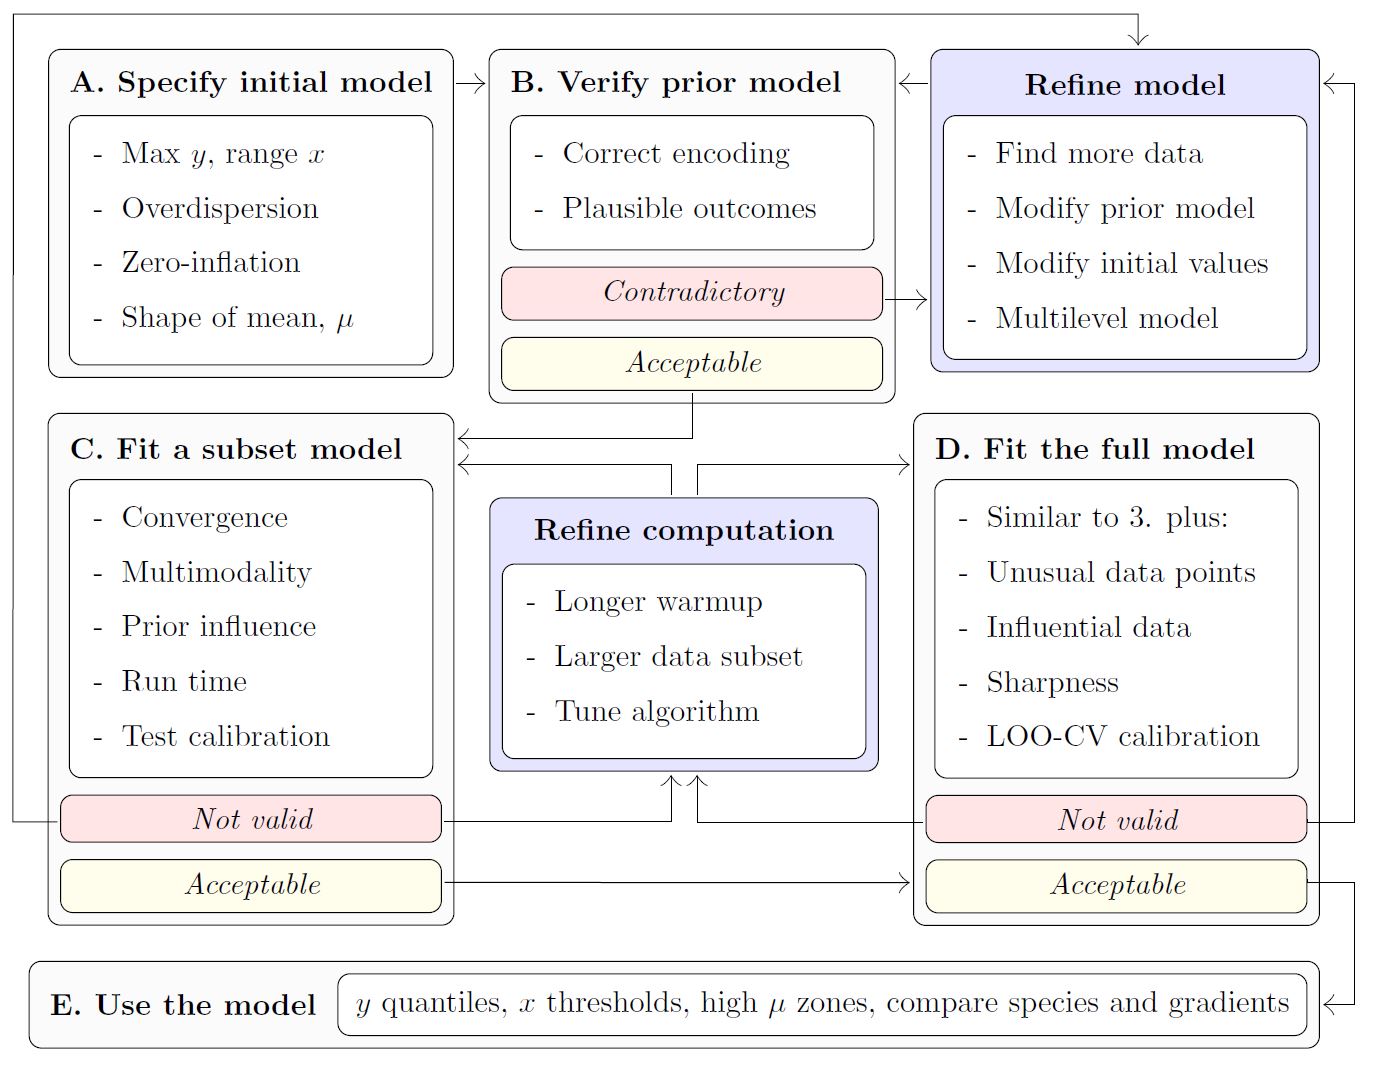 A. Specify initial model
- Max y, range x
- Overdispersion
- Zero-inflation
- Shape of mean, μ
B. Verify prior model
- Correct encoding
- Plausible outcomes
Contradictory
Acceptable
Refine model
- Find more data
- Modify prior model
- Modify initial values
- Multilevel model
C. Fit a subset model
- Convergence
- Multimodality
- Prior influence
- Run time
- Test calibration
Not valid
Acceptable
Refine computation
- Longer warmup
- Larger data subset
- Tune algorithm
D. Fit the full model
- Similar to 3. plus:
- Unusual data points
- Influential data
- Sharpness
- LOO-CV calibration
Not valid
Acceptable
E. Use the model
y quantiles, x thresholds, high μ zones, compare species and gradients